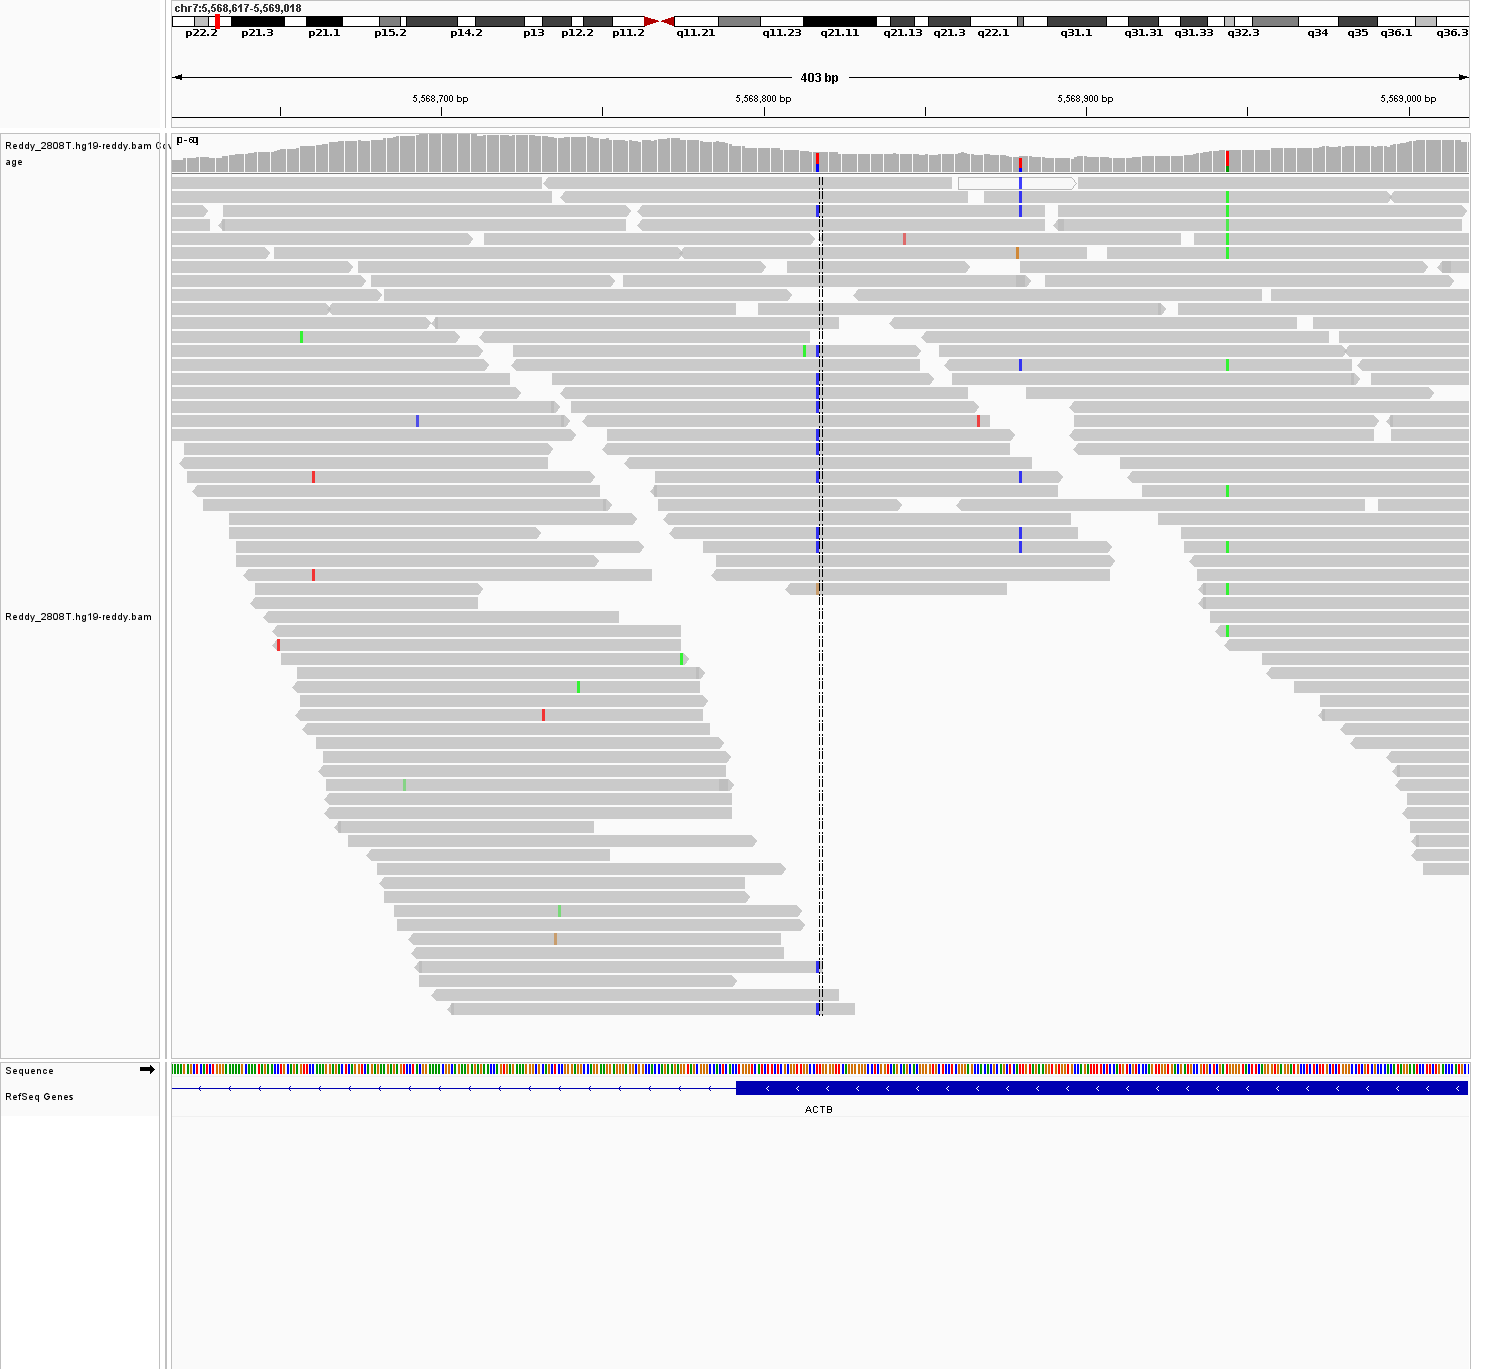 chr7:5,568,617-5,569,018
p22.2 p21.3 p21.1 p15.2 p14.2 p13 p12.2 p11.2 q11.21 q11.23 q21.11 q21.13 q21.3 q22.1 q31.1 q31.31 q31.33 q32.3 q34 q35 q36.1 q36.3
403 bp
5,568,700 bp 5,568,800 bp 5,568,900 bp 5,569,000 bp
Reddy_2808T.hg19-reddy.bam Cov
age
[0 - 60]
Reddy_2808T.hg19-reddy.bam
Sequence
RefSeq Genes
ACTB